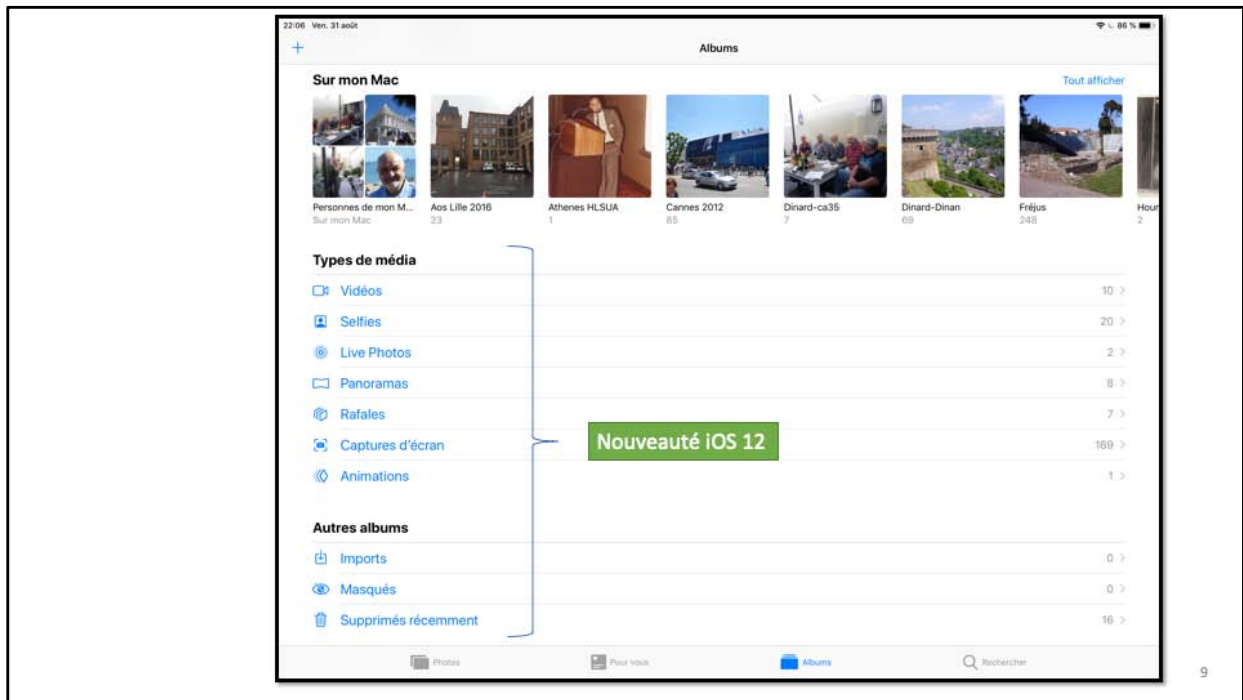 22:06 Ven. 31 août 86 %
Albums
Sur mon Mac Tout afficher
Personnes de mon M... Aos Lille 2016 Athenes HLSUA Cannes 2012 Dinard-ca35 Dinard-Dinan Fréjus Hour
Sur mon Mac 23 1 85 7 69 248 2
Types de média
Vidéos 10
Selfies 20
Live Photos 2
Panoramas 8
Rafales 7
Nouveauté iOS 12
Captures d'écran 169
Animations 1
Autres albums
Imports 0
Masqués 0
Supprimés récemment 16
Photos Pour vous Albums Rechercher
9